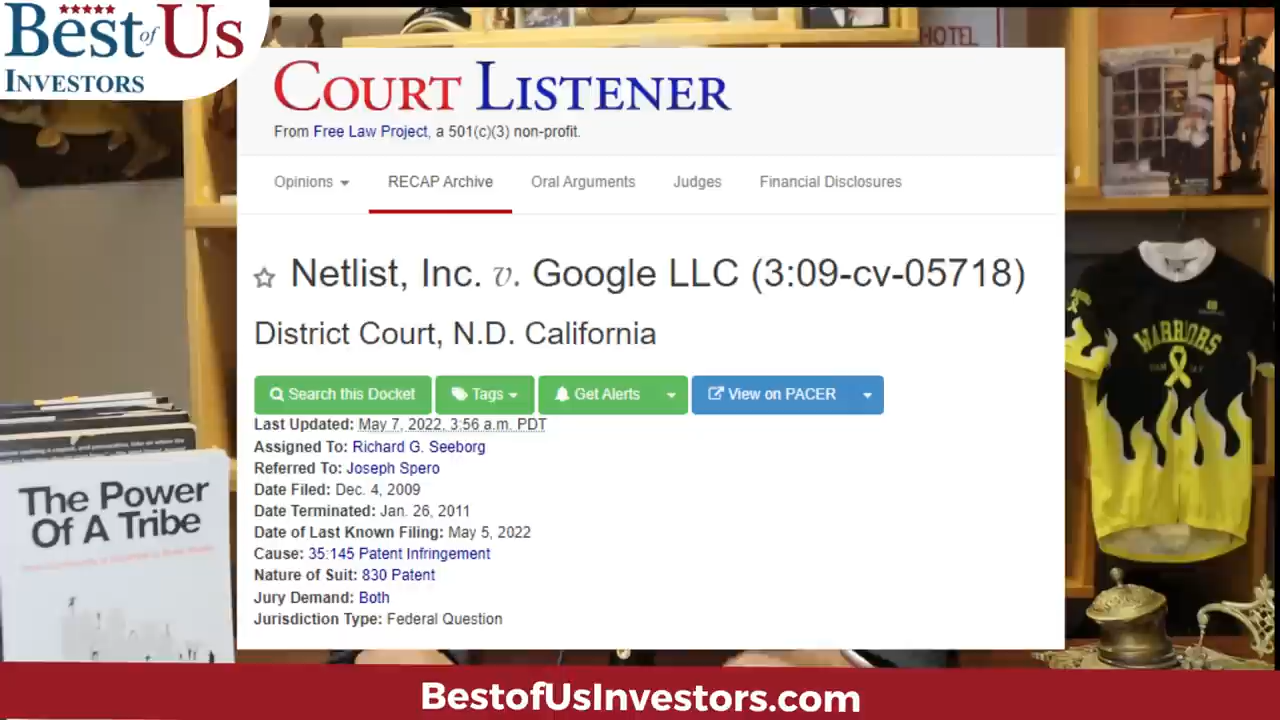 Best of Us
INVESTORS
HOTEL
COURT LISTENER
From Free Law Project, a 501(c)(3) non-profit.
Opinions
RECAP Archive
Oral Arguments
Judges
Financial Disclosures
Netlist, Inc. v. Google LLC (3:09-cv-05718)
District Court, N.D. California
Search this Docket
Tags
Get Alerts
View on PACER
Last Updated: May 7, 2022, 3:56 a.m. PDT
Assigned To: Richard G. Seeborg
Referred To: Joseph Spero
Date Filed: Dec. 4, 2009
Date Terminated: Jan. 26, 2011
Date of Last Known Filing: May 5, 2022
Cause: 35:145 Patent Infringement
Nature of Suit: 830 Patent
Jury Demand: Both
Jurisdiction Type: Federal Question
The Power
Of A Tribe
WARRIORS
BestofUsInvestors.com